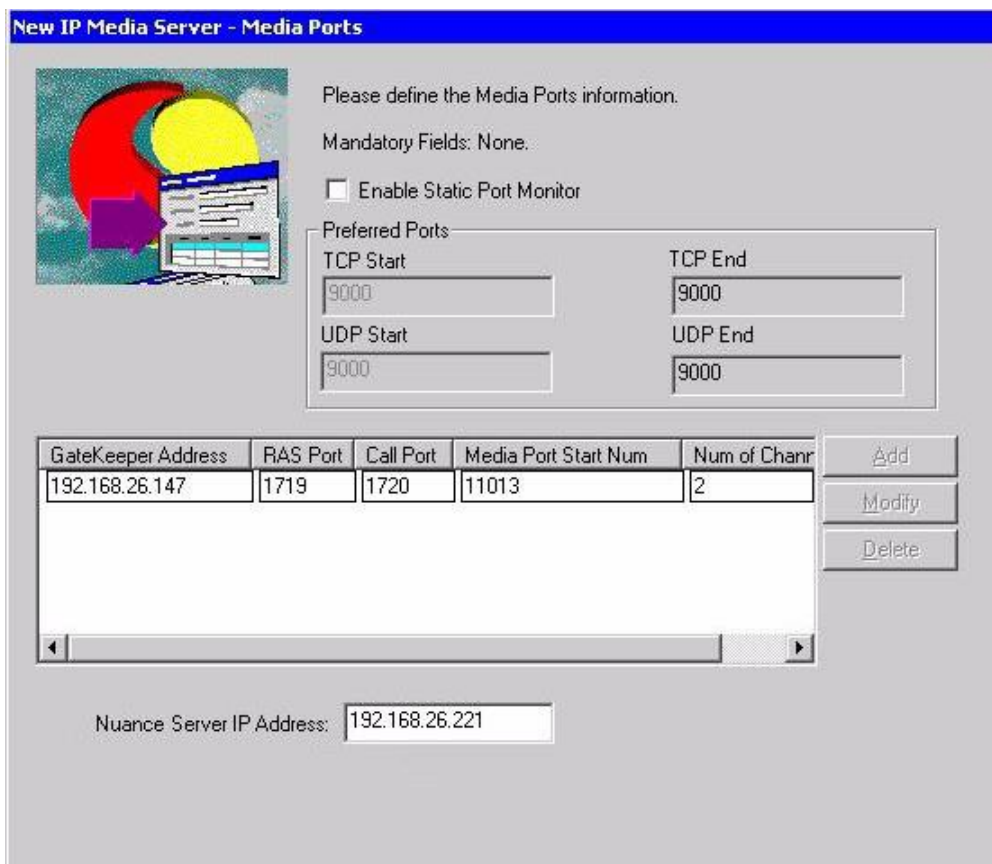 New IP Media Server - Media Ports
Please define the Media Ports information.
Mandatory Fields: None.
Enable Static Port Monitor
Preferred Ports
TCP Start TCP End
9000 9000
UDP Start UDP End
9000 9000
GateKeeper Address RAS Port Call Port Media Port Start Num Num of Chann
192.168.26.147 1719 1720 11013 2
Add
Modify
Delete
Nuance Server IP Address: 192.168.26.221